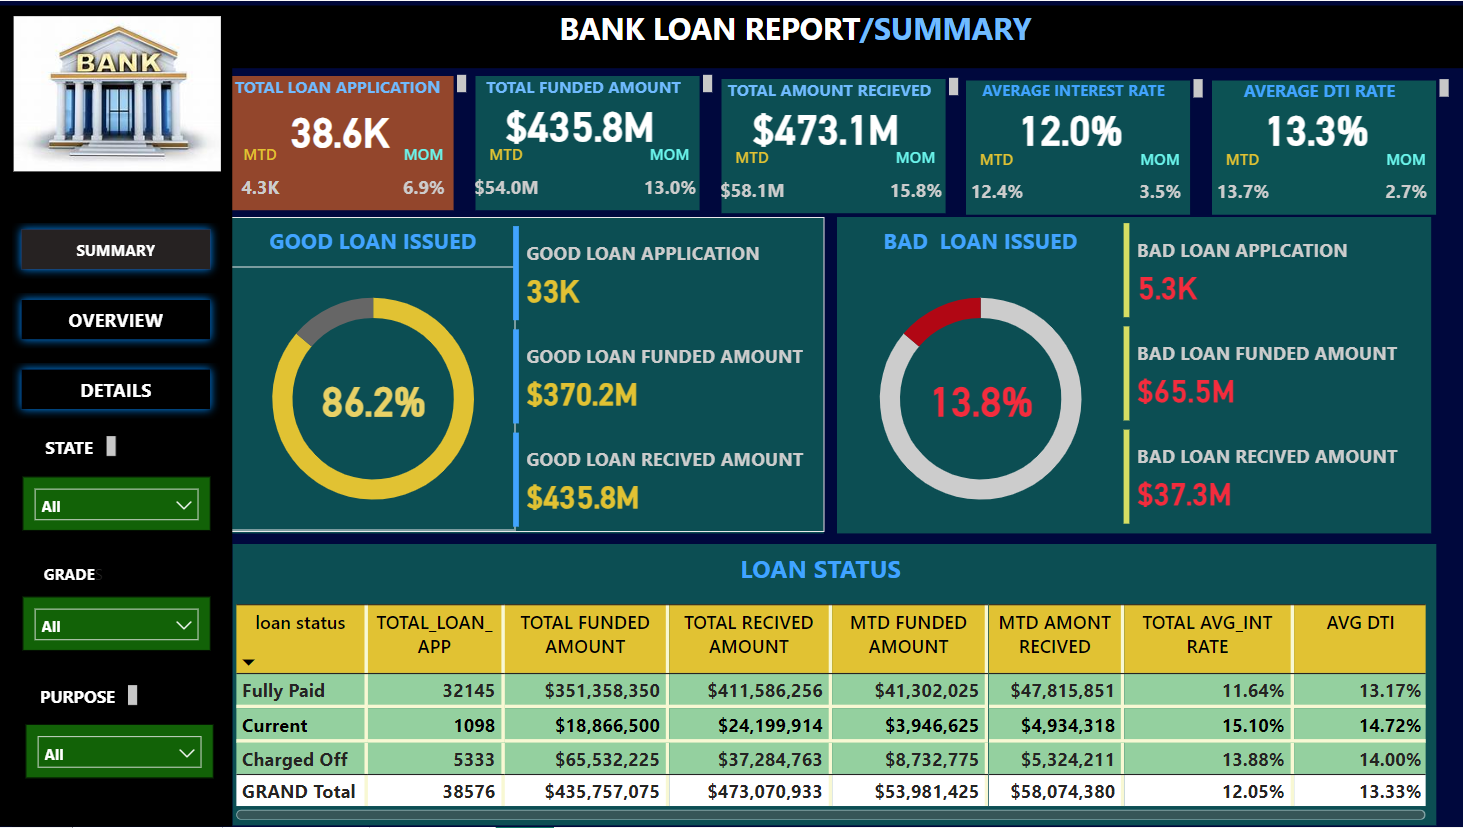 BANK LOAN REPORT/SUMMARY
BANK
TOTAL LOAN APPLICATION
38.6K
MTD MOM
4.3K 6.9%
TOTAL FUNDED AMOUNT
$435.8M
MTD MOM
$54.0M 13.0%
TOTAL AMOUNT RECIEVED
$473.1M
MTD MOM
$58.1M 15.8%
AVERAGE INTEREST RATE
12.0%
MTD MOM
12.4% 3.5%
AVERAGE DTI RATE
13.3%
MTD MOM
13.7% 2.7%
SUMMARY
OVERVIEW
DETAILS
STATE
All
GRADES
All
PURPOSE
All
GOOD LOAN ISSUED
86.2%
GOOD LOAN APPLICATION
33K
GOOD LOAN FUNDED AMOUNT
$370.2M
GOOD LOAN RECIVED AMOUNT
$435.8M
BAD LOAN ISSUED
13.8%
BAD LOAN APPLCATION
5.3K
BAD LOAN FUNDED AMOUNT
$65.5M
BAD LOAN RECIVED AMOUNT
$37.3M
LOAN STATUS
loan status TOTAL_LOAN_ TOTAL FUNDED TOTAL RECIVED MTD FUNDED MTD AMONT TOTAL AVG_INT AVG DTI
APP AMOUNT AMOUNT AMOUNT RECIVED RATE
Fully Paid 32145 $351,358,350 $411,586,256 $41,302,025 $47,815,851 11.64% 13.17%
Current 1098 $18,866,500 $24,199,914 $3,946,625 $4,934,318 15.10% 14.72%
Charged Off 5333 $65,532,225 $37,284,763 $8,732,775 $5,324,211 13.88% 14.00%
GRAND Total 38576 $435,757,075 $473,070,933 $53,981,425 $58,074,380 12.05% 13.33%